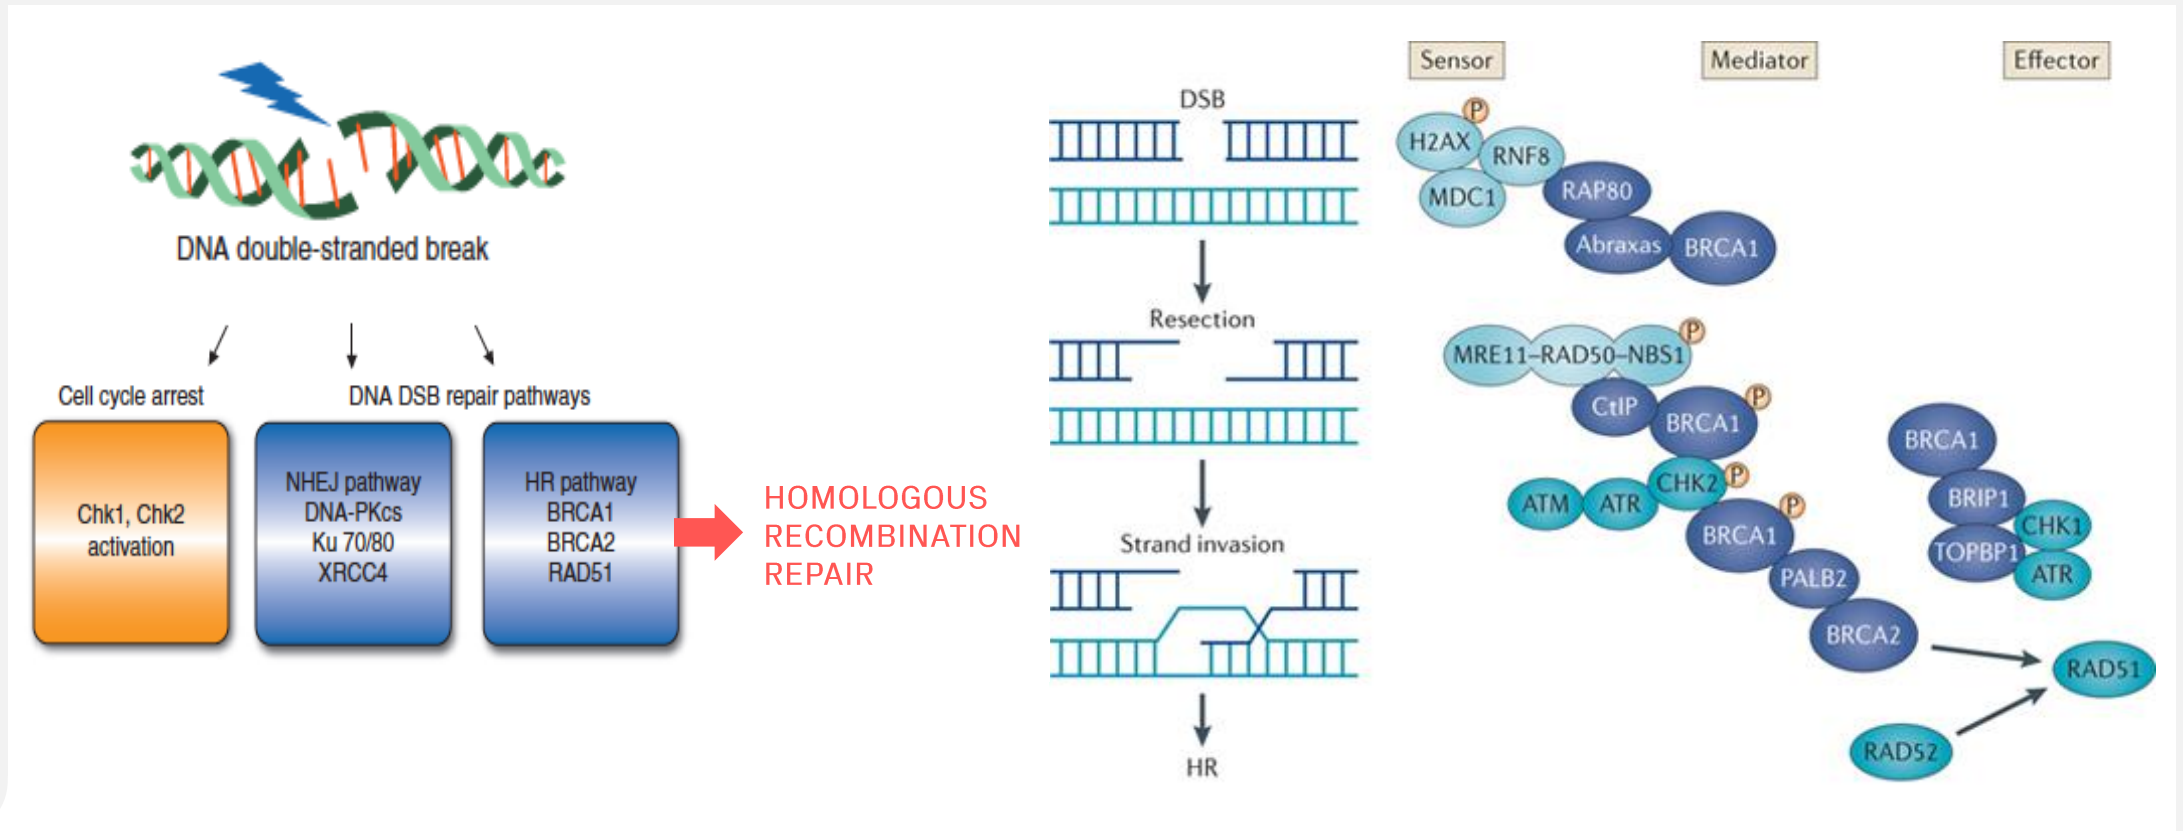 DNA double-stranded break
Cell cycle arrest
DNA DSB repair pathways
Chk1, Chk2
activation
NHEJ pathway
DNA-PKcs
Ku 70/80
XRCC4
HR pathway
BRCA1
BRCA2
RAD51
HOMOLOGOUS
RECOMBINATION
REPAIR
DSB
Resection
Strand invasion
HR
Sensor
Mediator
Effector
P
H2AX
RNF8
MDC1
RAP80
Abraxas
BRCA1
MRE11–RAD50–NBS1
P
CtIP
BRCA1
P
ATM
ATR
CHK2
P
BRCA1
P
PALB2
BRCA2
BRCA1
BRIP1
CHK1
TOPBP1
ATR
RAD51
RAD52